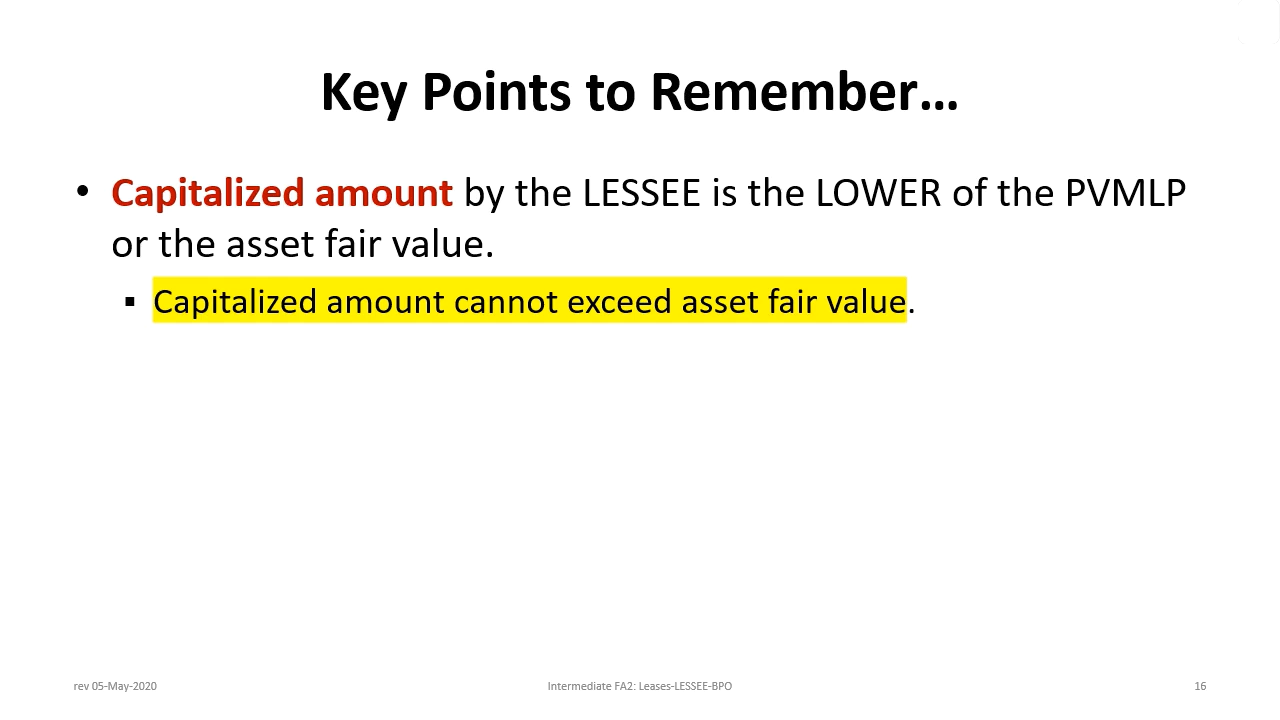 Key Points to Remember…
• Capitalized amount by the LESSEE is the LOWER of the PVMLP
or the asset fair value.
▪ Capitalized amount cannot exceed asset fair value.
rev 05-May-2020
Intermediate FA2: Leases-LESSEE-BPO
16